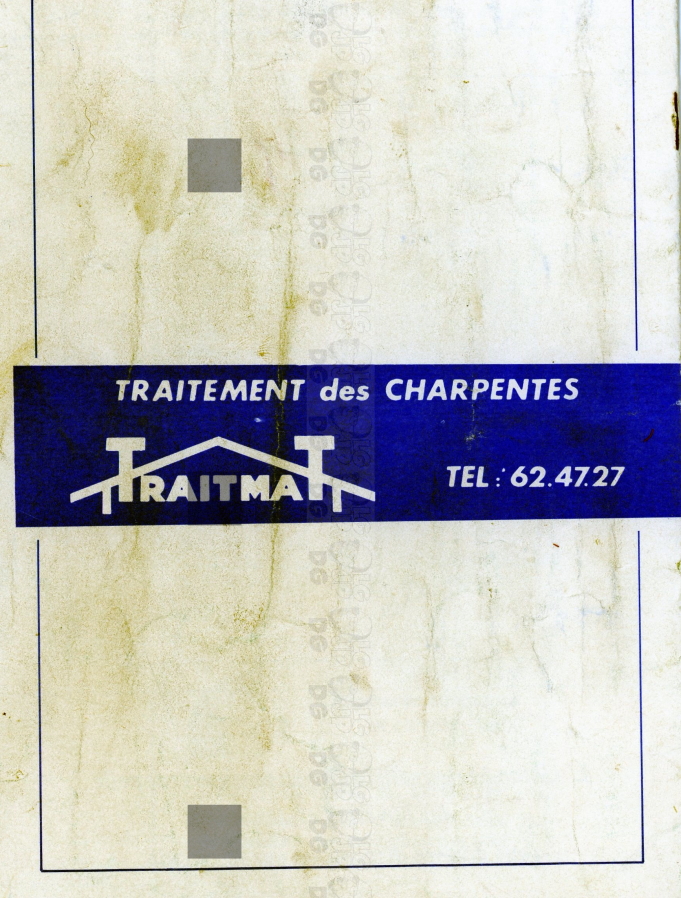 TRAITEMENT des CHARPENTES
TRAITMAT
TEL : 62.47.27